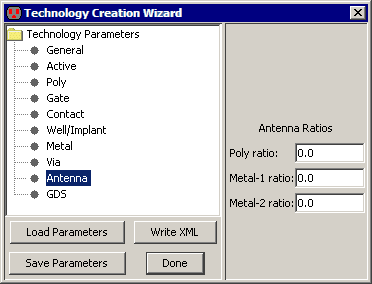 Technology Creation Wizard
Technology Parameters
General
Active
Poly
Gate
Contact
Well/Implant
Metal
Via
Antenna
GDS
Load Parameters
Write XML
Save Parameters
Done
Antenna Ratios
Poly ratio: 0.0
Metal-1 ratio: 0.0
Metal-2 ratio: 0.0